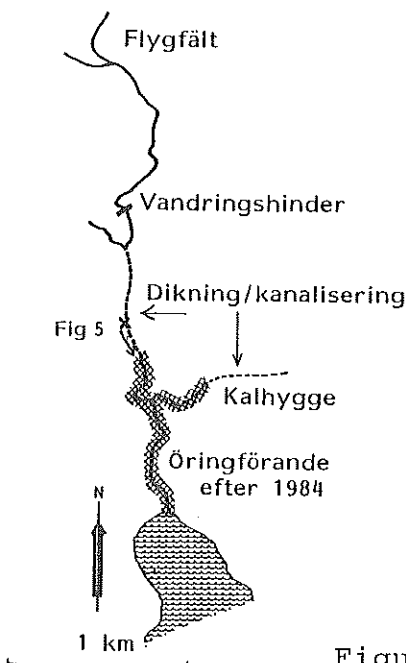 Flygfält
Vandringshinder
Dikning/kanalisering
Fig 5
Kalhygge
Öringförande
efter 1984
N
1 km